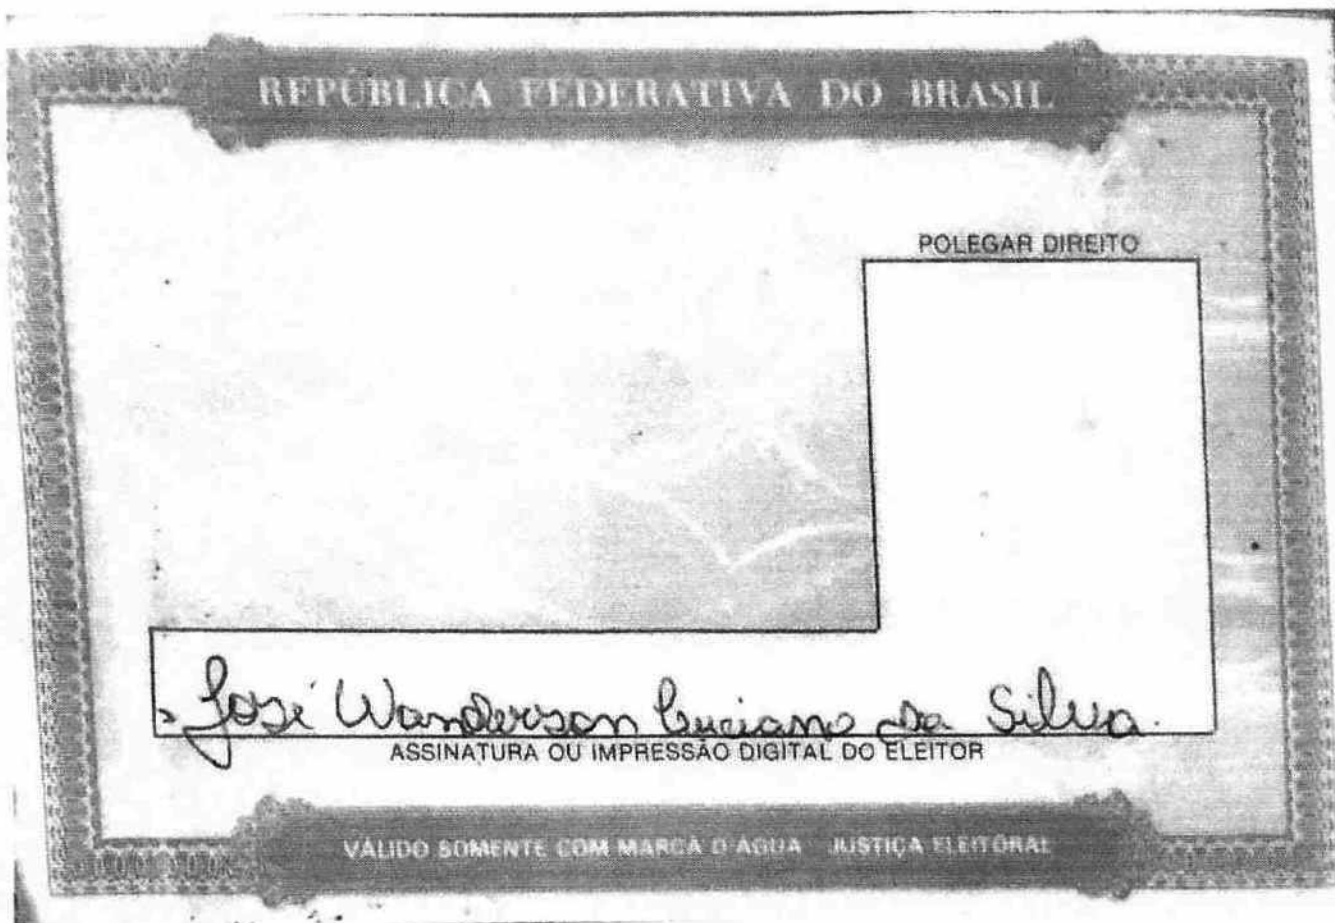 REPÚBLICA FEDERATIVA DO BRASIL
POLEGAR DIREITO
José Wanderson Luciano da Silva.
ASSINATURA OU IMPRESSÃO DIGITAL DO ELEITOR
VÁLIDO SOMENTE COM MARCA D'ÁGUA JUSTIÇA ELEITORAL